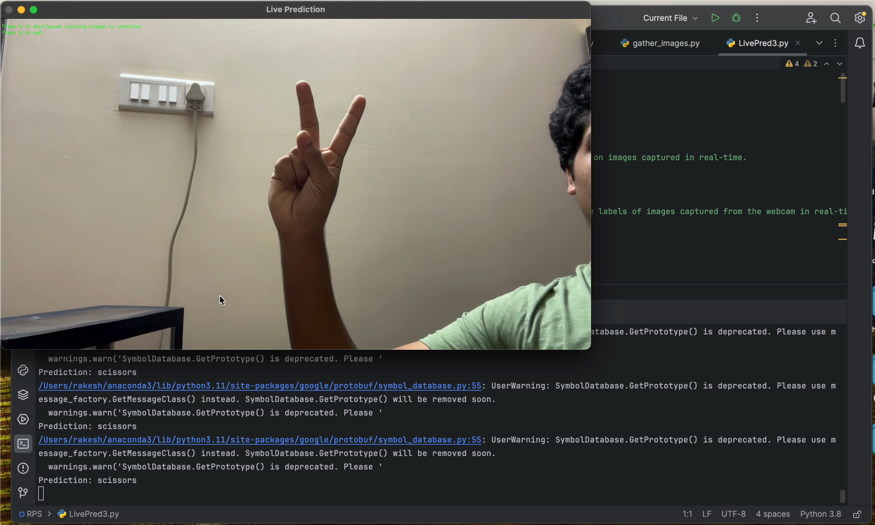 Live Prediction
Current File
gather_images.py
LivePred3.py
4
2
on images captured in real-time.
labels of images captured from the webcam in real-ti
tabase.GetPrototype() is deprecated. Please use m
warnings.warn('SymbolDatabase.GetPrototype() is deprecated. Please '
Prediction: scissors
/Users/rakesh/anaconda3/lib/python3.11/site-packages/google/protobuf/symbol_database.py:55: UserWarning: SymbolDatabase.GetPrototype() is deprecated. Please use m
essage_factory.GetMessageClass() instead. SymbolDatabase.GetPrototype() will be removed soon.
warnings.warn('SymbolDatabase.GetPrototype() is deprecated. Please '
Prediction: scissors
/Users/rakesh/anaconda3/lib/python3.11/site-packages/google/protobuf/symbol_database.py:55: UserWarning: SymbolDatabase.GetPrototype() is deprecated. Please use m
essage_factory.GetMessageClass() instead. SymbolDatabase.GetPrototype() will be removed soon.
warnings.warn('SymbolDatabase.GetPrototype() is deprecated. Please '
Prediction: scissors
RPS > LivePred3.py
1:1 LF UTF-8 4 spaces Python 3.8